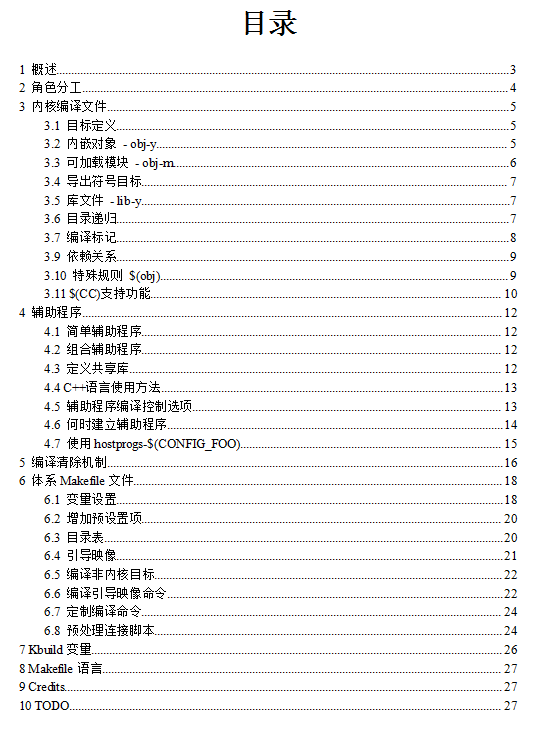 目录
1 概述 3
2 角色分工 4
3 内核编译文件 5
3.1 目标定义 5
3.2 内嵌对象 - obj-y 5
3.3 可加载模块 - obj-m 6
3.4 导出符号目标 7
3.5 库文件 - lib-y 7
3.6 目录递归 7
3.7 编译标记 8
3.9 依赖关系 9
3.10 特殊规则 $(obj) 9
3.11 $(CC)支持功能 10
4 辅助程序 12
4.1 简单辅助程序 12
4.2 组合辅助程序 12
4.3 定义共享库 12
4.4 C++语言使用方法 13
4.5 辅助程序编译控制选项 13
4.6 何时建立辅助程序 14
4.7 使用 hostprogs-$(CONFIG_FOO) 15
5 编译清除机制 16
6 体系 Makefile 文件 18
6.1 变量设置 18
6.2 增加预设置项 20
6.3 目录表 20
6.4 引导映像 21
6.5 编译非内核目标 22
6.6 编译引导映像命令 22
6.7 定制编译命令 24
6.8 预处理连接脚本 24
7 Kbuild 变量 26
8 Makefile 语言 27
9 Credits 27
10 TODO 27